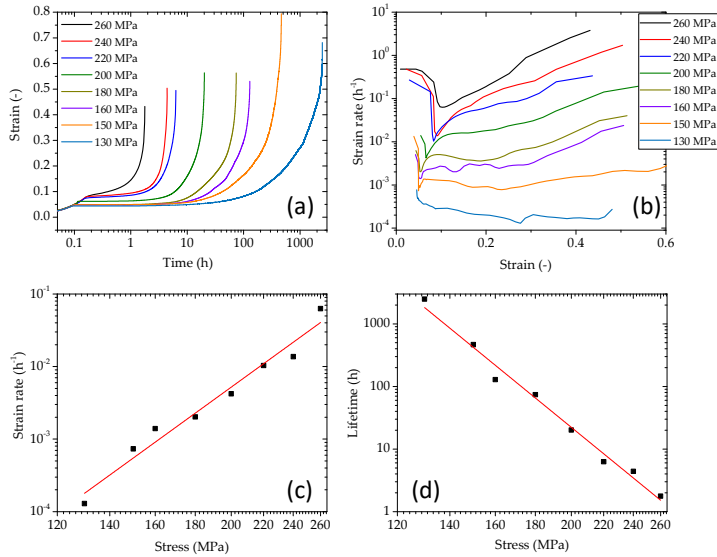 0.8
0.7
0.6
0.5
0.4
0.3
0.2
0.1
0.0
Strain (-)
260 MPa
240 MPa
220 MPa
200 MPa
180 MPa
160 MPa
150 MPa
130 MPa
(a)
0.1 1 10 100 1000
Time (h)
10¹
10⁰
10⁻¹
10⁻²
10⁻³
10⁻⁴
Strain rate (h⁻¹)
260 MPa
240 MPa
220 MPa
200 MPa
180 MPa
160 MPa
150 MPa
130 MPa
(b)
0.0 0.2 0.4 0.6
Strain (-)
10⁻¹
10⁻²
10⁻³
10⁻⁴
Strain rate (h⁻¹)
(c)
120 140 160 180 200 220 240 260
Stress (MPa)
1000
100
10
1
Lifetime (h)
(d)
120 140 160 180 200 220 240 260
Stress (MPa)